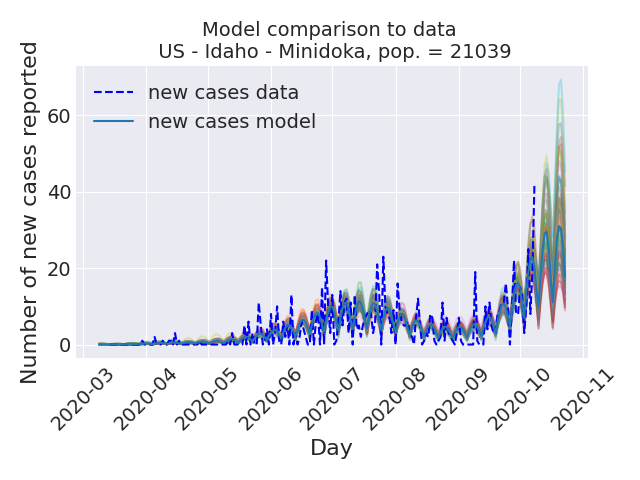 Model comparison to data
US - Idaho - Minidoka, pop. = 21039
Number of new cases reported
60
40
20
0
new cases data
new cases model
2020-03
2020-04
2020-05
2020-06
2020-07
2020-08
2020-09
2020-10
2020-11
Day